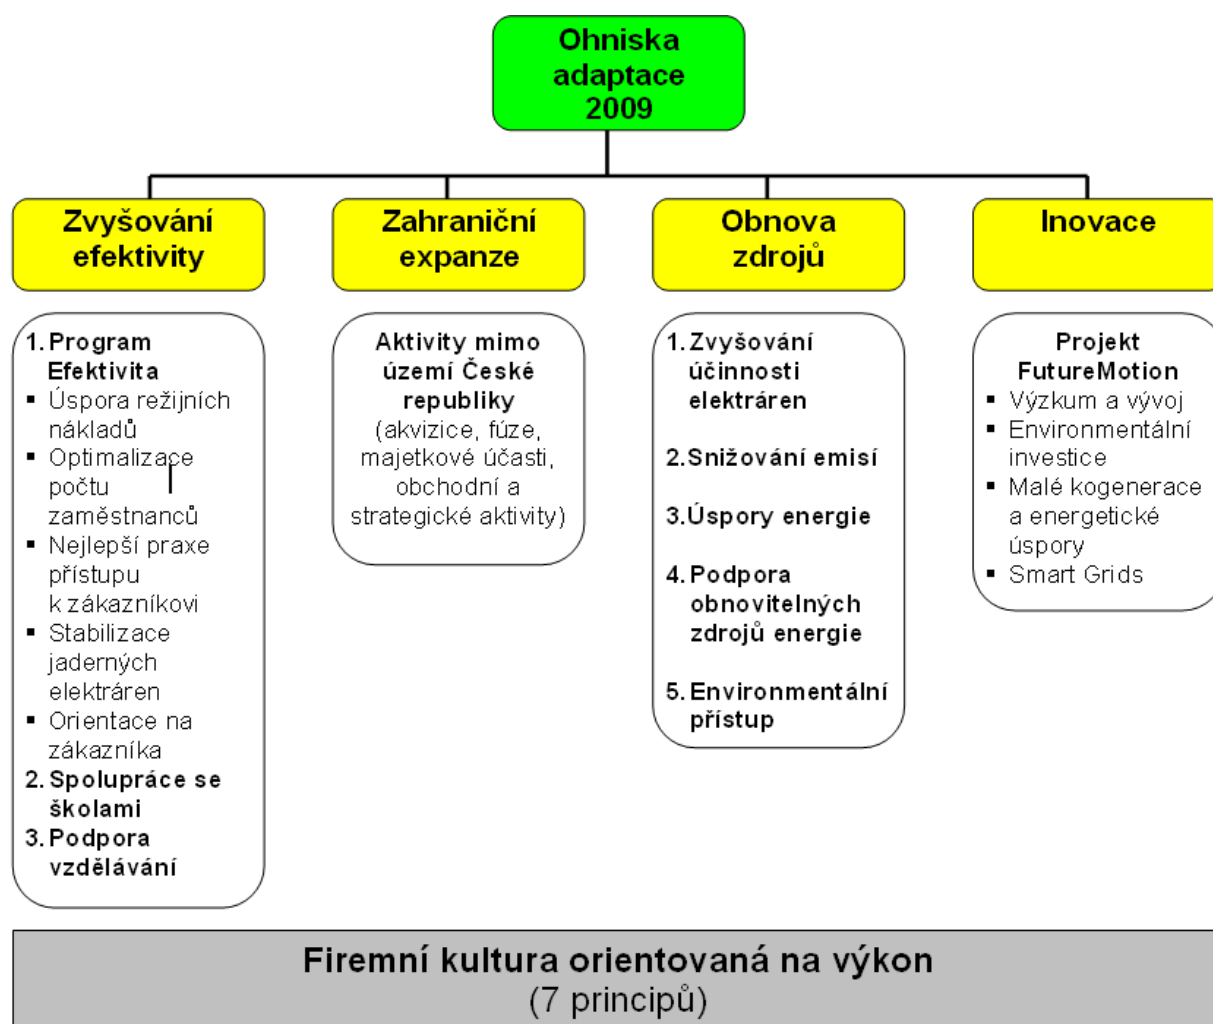 Ohniska
adaptace
2009
Zvyšování
efektivity
Zahraniční
expanze
Obnova
zdrojů
Inovace
1. Program
Efektivita
▪ Úspora režijních
nákladů
▪ Optimalizace
počtu
zaměstnanců
▪ Nejlepší praxe
přístupu
k zákazníkovi
▪ Stabilizace
jaderných
elektráren
▪ Orientace na
zákazníka
2. Spolupráce se
školami
3. Podpora
vzdělávání
Aktivity mimo
území České
republiky
(akvizice, fúze,
majetkové účasti,
obchodní a
strategické aktivity)
1. Zvyšování
účinnosti
elektráren
2. Snižování emisí
3. Úspory energie
4. Podpora
obnovitelných
zdrojů energie
5. Environmentální
přístup
Projekt
FutureMotion
▪ Výzkum a vývoj
▪ Environmentální
investice
▪ Malé kogenerace
a energetické
úspory
▪ Smart Grids
Firemní kultura orientovaná na výkon
(7 principů)